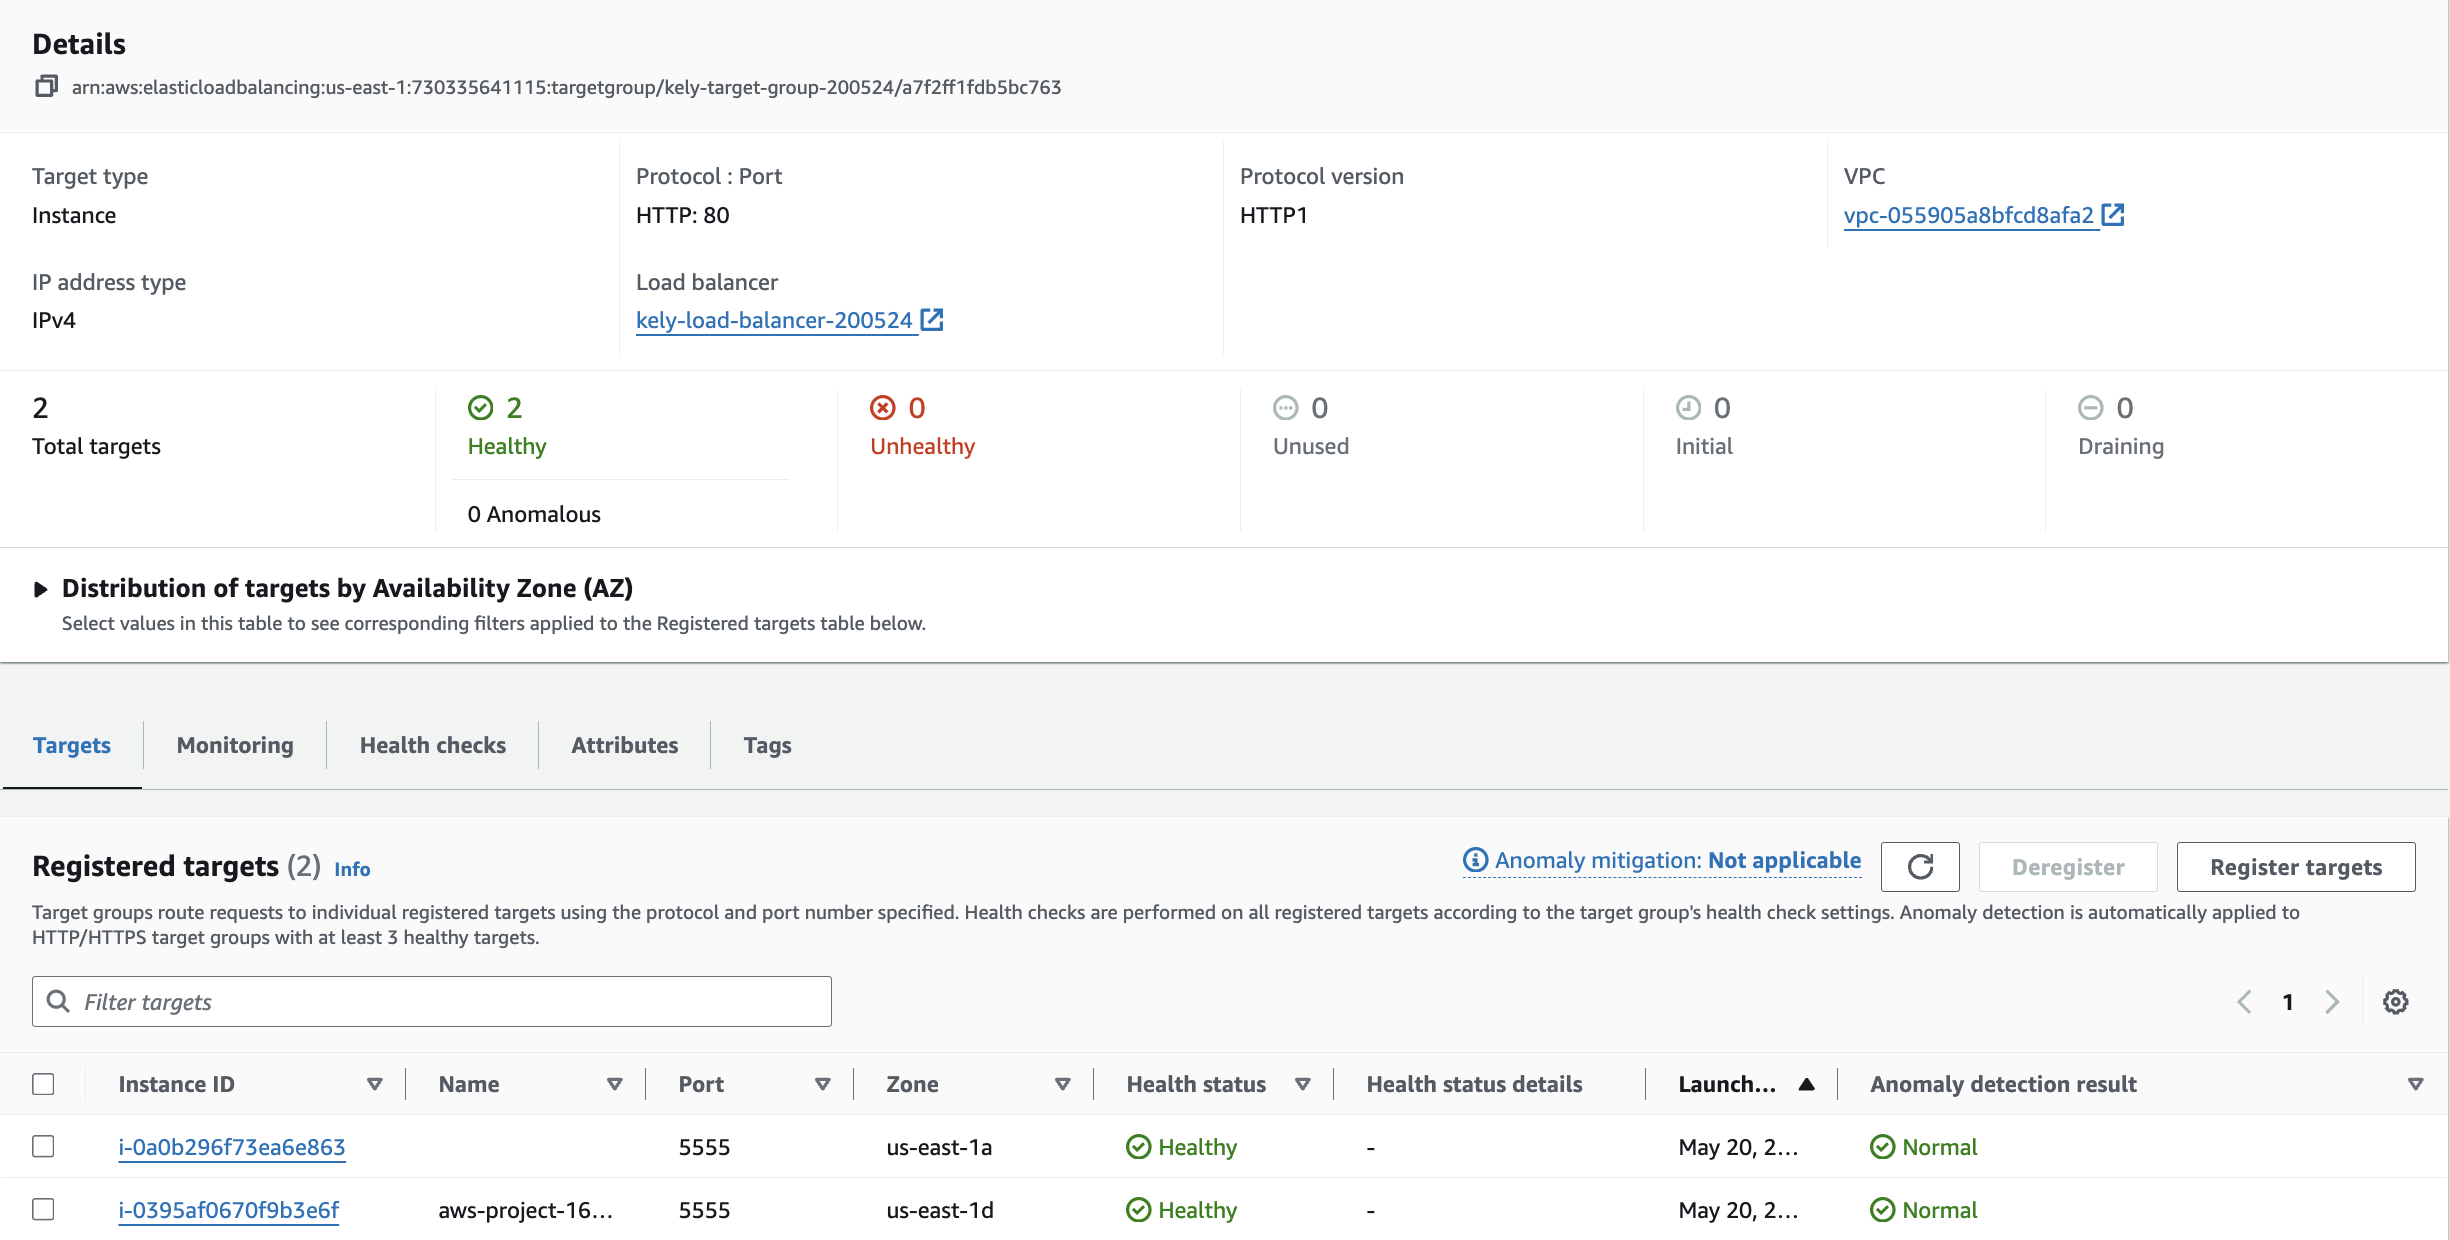 Details
arn:aws:elasticloadbalancing:us-east-1:730335641115:targetgroup/kely-target-group-200524/a7f2ff1fdb5bc763
Target type
Instance
Protocol : Port
HTTP: 80
Protocol version
HTTP1
VPC
vpc-055905a8bfcd8afa2
IP address type
IPv4
Load balancer
kely-load-balancer-200524
2
Total targets
2
Healthy
0 Anomalous
0
Unhealthy
0
Unused
0
Initial
0
Draining
Distribution of targets by Availability Zone (AZ)
Select values in this table to see corresponding filters applied to the Registered targets table below.
Targets Monitoring Health checks Attributes Tags
Registered targets (2) Info
Anomaly mitigation: Not applicable
Deregister
Register targets
Target groups route requests to individual registered targets using the protocol and port number specified. Health checks are performed on all registered targets according to the target group's health check settings. Anomaly detection is automatically applied to
HTTP/HTTPS target groups with at least 3 healthy targets.
Filter targets
1
Instance ID Name Port Zone Health status Health status details Launch... Anomaly detection result
i-0a0b296f73ea6e863 5555 us-east-1a Healthy - May 20, 2... Normal
i-0395af0670f9b3e6f aws-project-16... 5555 us-east-1d Healthy - May 20, 2... Normal